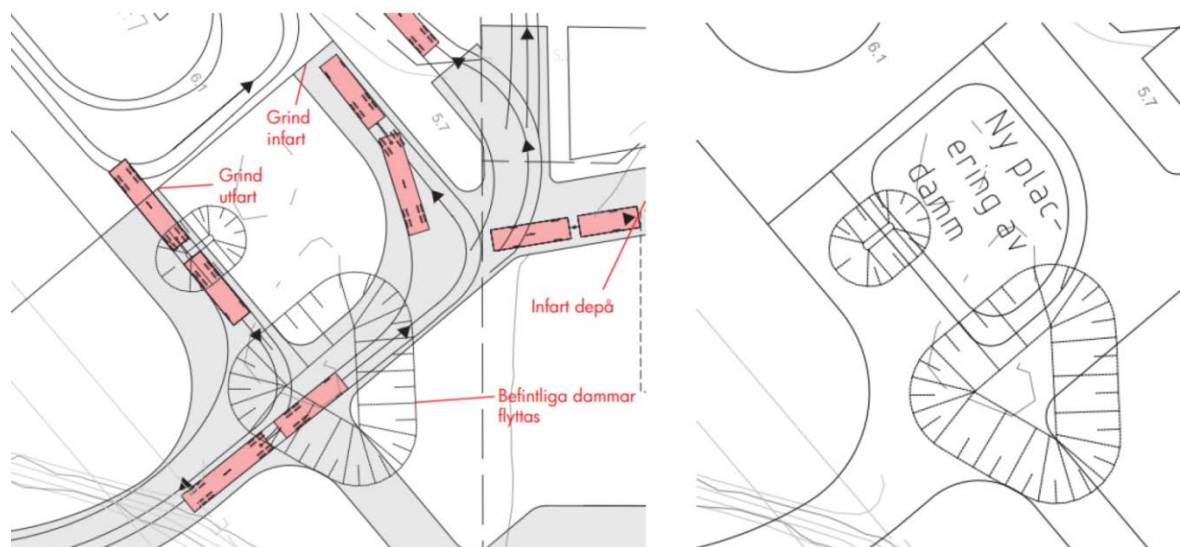 6.1
Grind
infart
5.7
Grind
utfart
Infart depå
Befintliga dammar
flyttas
6.1
5.7
Ny plac-
ering av
damm